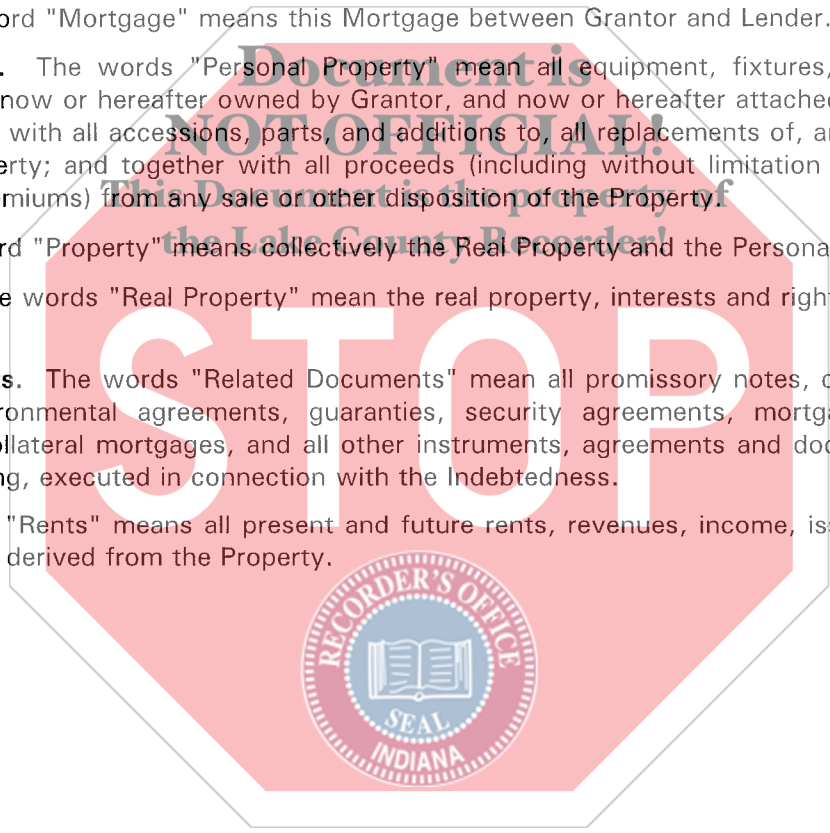 ord "Mortgage" means this Mortgage between Grantor and Lender.
. The words "Personal Property" mean all equipment, fixtures,
now or hereafter owned by Grantor, and now or hereafter attached
with all accessions, parts, and additions to, all replacements of, an
erty; and together with all proceeds (including without limitation
miums) from any sale or other disposition of the Property.
rd "Property" means collectively the Real Property and the Persona
e words "Real Property" mean the real property, interests and right
s. The words "Related Documents" mean all promissory notes, c
ronmental agreements, guaranties, security agreements, mortga
llateral mortgages, and all other instruments, agreements and doc
ng, executed in connection with the Indebtedness.
"Rents" means all present and future rents, revenues, income, iss
derived from the Property.
Document is
NOT OFFICIAL!
This Document is the property of
the Lake County Recorder!
STOP
RECORDER'S OFFICE
SEAL
INDIANA